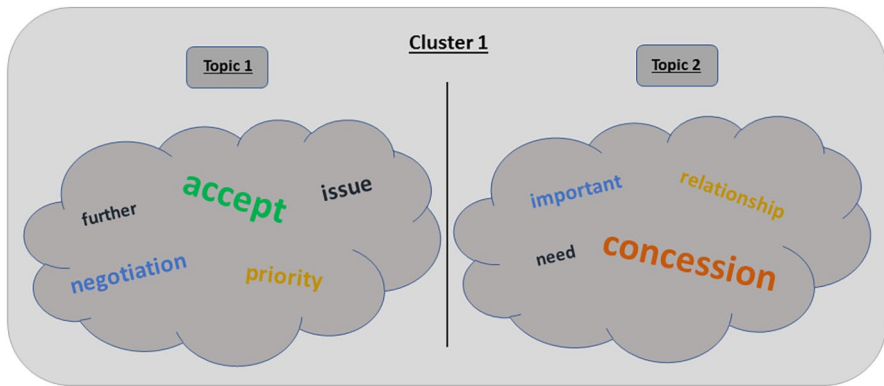 Cluster 1
Topic 1
accept
issue
further
negotiation
priority
Topic 2
important
relationship
need
concession